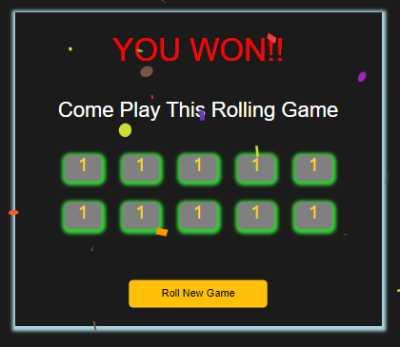 YOU WON!!
Come Play This Rolling Game
1 1 1 1 1
1 1 1 1 1
Roll New Game